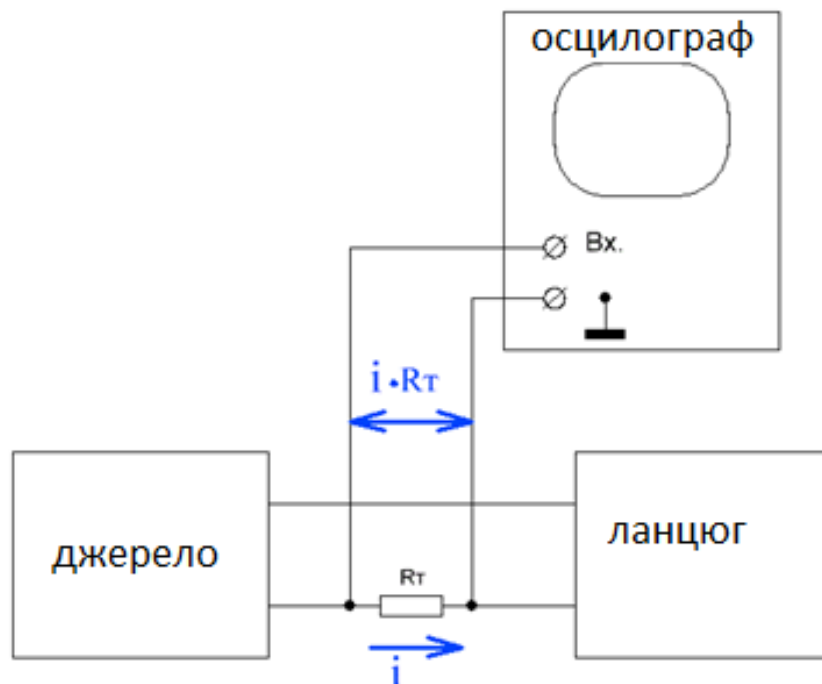 осцилограф
Вх.
i · Rт
джерело
ланцюг
Rт
i